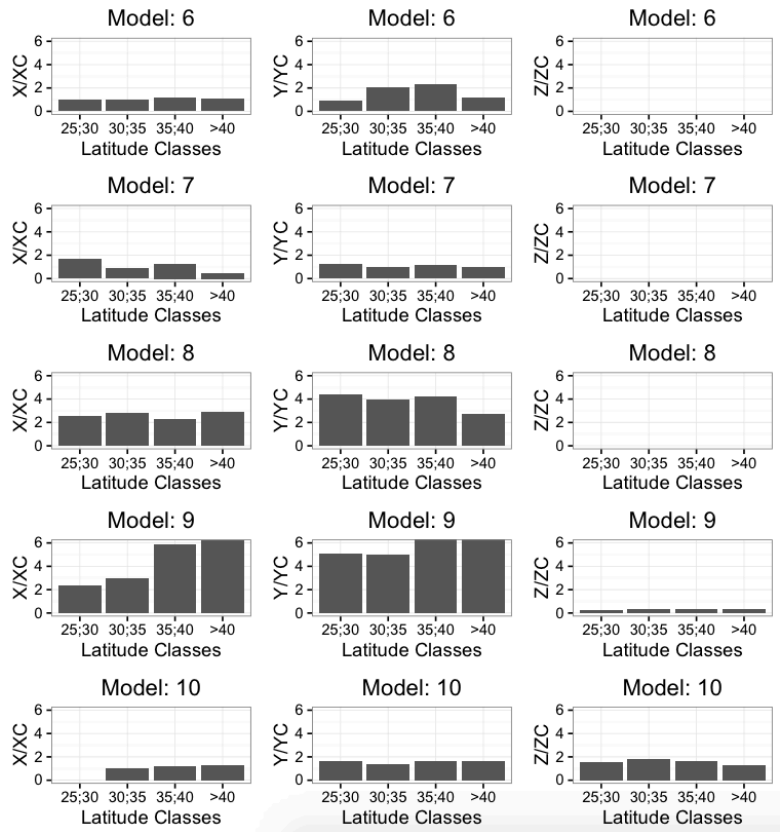 Model: 6 Model: 6 Model: 6
X/XC 6 4 2 0 Y/YC 6 4 2 0 Z/ZC 6 4 2 0
25;30 30;35 35;40 >40 25;30 30;35 35;40 >40 25;30 30;35 35;40 >40
Latitude Classes Latitude Classes Latitude Classes
Model: 7 Model: 7 Model: 7
X/XC 6 4 2 0 Y/YC 6 4 2 0 Z/ZC 6 4 2 0
25;30 30;35 35;40 >40 25;30 30;35 35;40 >40 25;30 30;35 35;40 >40
Latitude Classes Latitude Classes Latitude Classes
Model: 8 Model: 8 Model: 8
X/XC 6 4 2 0 Y/YC 6 4 2 0 Z/ZC 6 4 2 0
25;30 30;35 35;40 >40 25;30 30;35 35;40 >40 25;30 30;35 35;40 >40
Latitude Classes Latitude Classes Latitude Classes
Model: 9 Model: 9 Model: 9
X/XC 6 4 2 0 Y/YC 6 4 2 0 Z/ZC 6 4 2 0
25;30 30;35 35;40 >40 25;30 30;35 35;40 >40 25;30 30;35 35;40 >40
Latitude Classes Latitude Classes Latitude Classes
Model: 10 Model: 10 Model: 10
X/XC 6 4 2 0 Y/YC 6 4 2 0 Z/ZC 6 4 2 0
25;30 30;35 35;40 >40 25;30 30;35 35;40 >40 25;30 30;35 35;40 >40
Latitude Classes Latitude Classes Latitude Classes